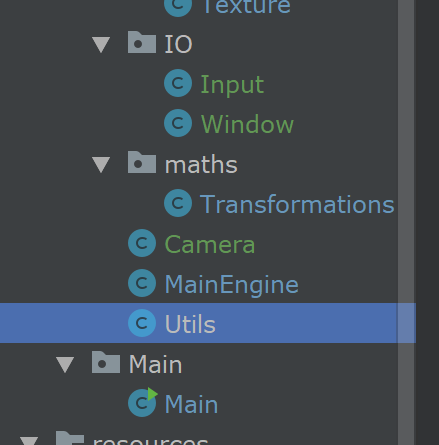 Texture
IO
C Input
C Window
maths
C Transformations
C Camera
C MainEngine
C Utils
Main
C Main
resources